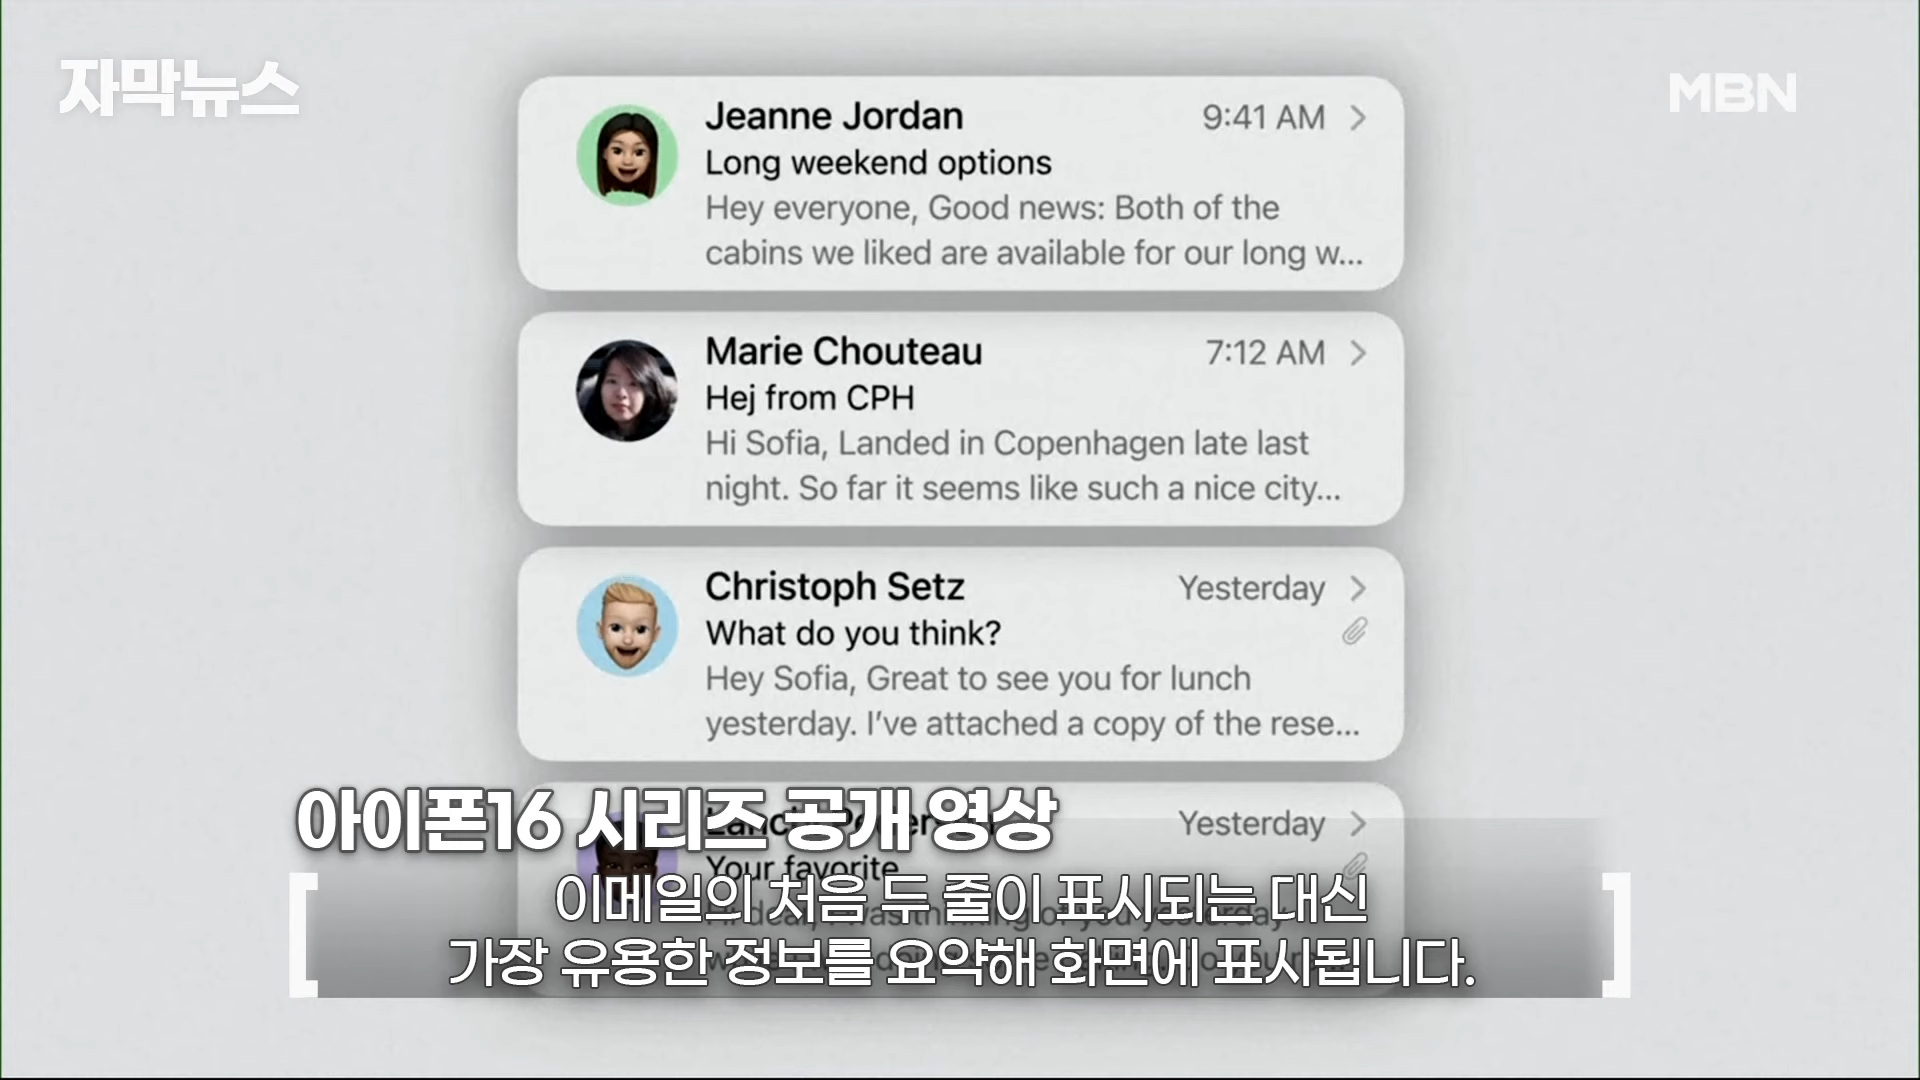 자막뉴스
MBN
Jeanne Jordan
9:41 AM
Long weekend options
Hey everyone, Good news: Both of the
cabins we liked are available for our long w...
Marie Chouteau
7:12 AM
Hej from CPH
Hi Sofia, Landed in Copenhagen late last
night. So far it seems like such a nice city...
Christoph Setz
Yesterday
What do you think?
Hey Sofia, Great to see you for lunch
yesterday. I've attached a copy of the rese...
Yesterday
Your favorite
아이폰16 시리즈 공개 영상
이메일의 처음 두 줄이 표시되는 대신
가장 유용한 정보를 요약해 화면에 표시됩니다.